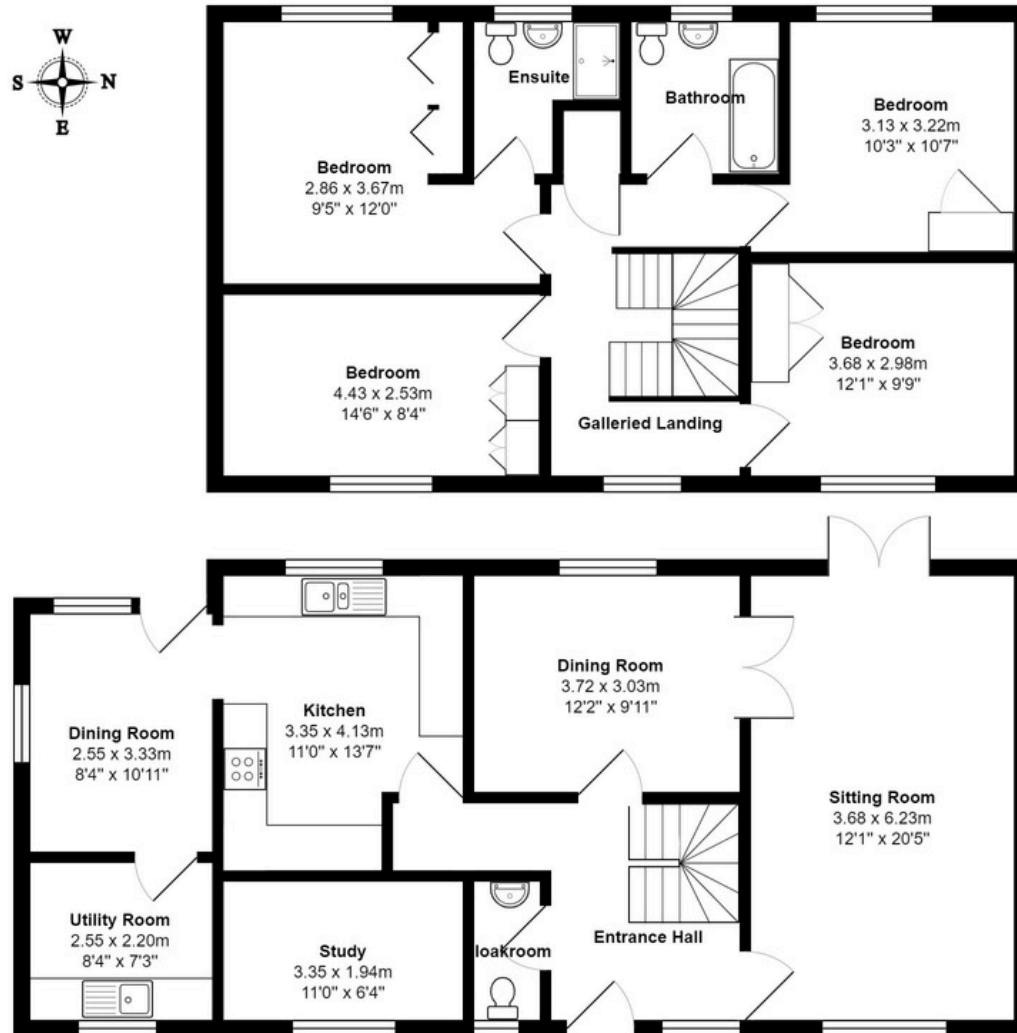 W
S N
E
Ensuite
Bathroom
Bedroom
3.13 x 3.22m
10'3" x 10'7"
Bedroom
2.86 x 3.67m
9'5" x 12'0"
Bedroom
4.43 x 2.53m
14'6" x 8'4"
Bedroom
3.68 x 2.98m
12'1" x 9'9"
Galleried Landing
Dining Room
3.72 x 3.03m
12'2" x 9'11"
Kitchen
3.35 x 4.13m
11'0" x 13'7"
Dining Room
2.55 x 3.33m
8'4" x 10'11"
Sitting Room
3.68 x 6.23m
12'1" x 20'5"
Utility Room
2.55 x 2.20m
8'4" x 7'3"
Study
3.35 x 1.94m
11'0" x 6'4"
loakroom
Entrance Hall